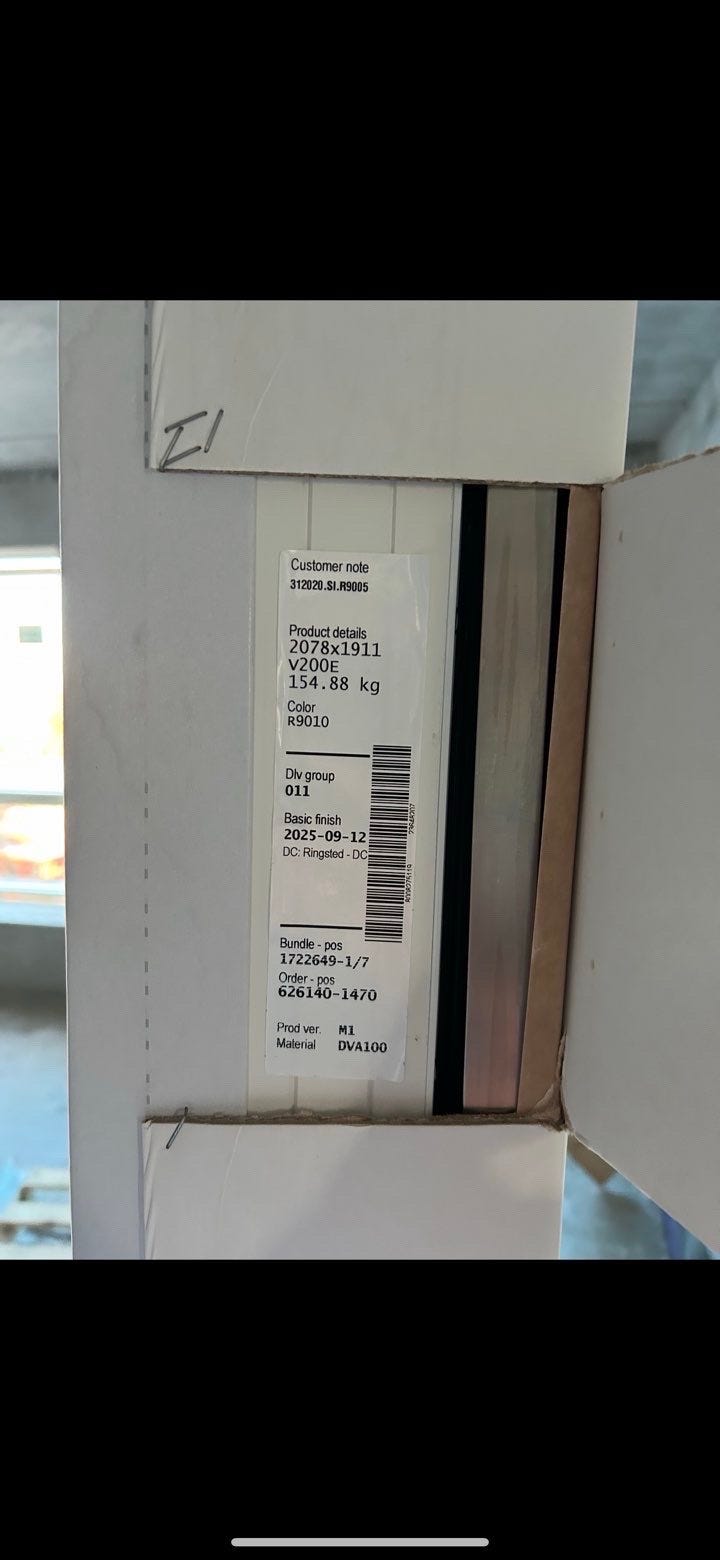 Customer note
312020.SI.R9005
Product details
2078x1911
V200E
154.88 kg
Color
R9010
Dlv group
011
Basic finish
2025-09-12
DC: Ringsted - DC
Bundle - pos
1722649-1/7
Order - pos
626140-1470
Prod ver. M1
Material DVA100